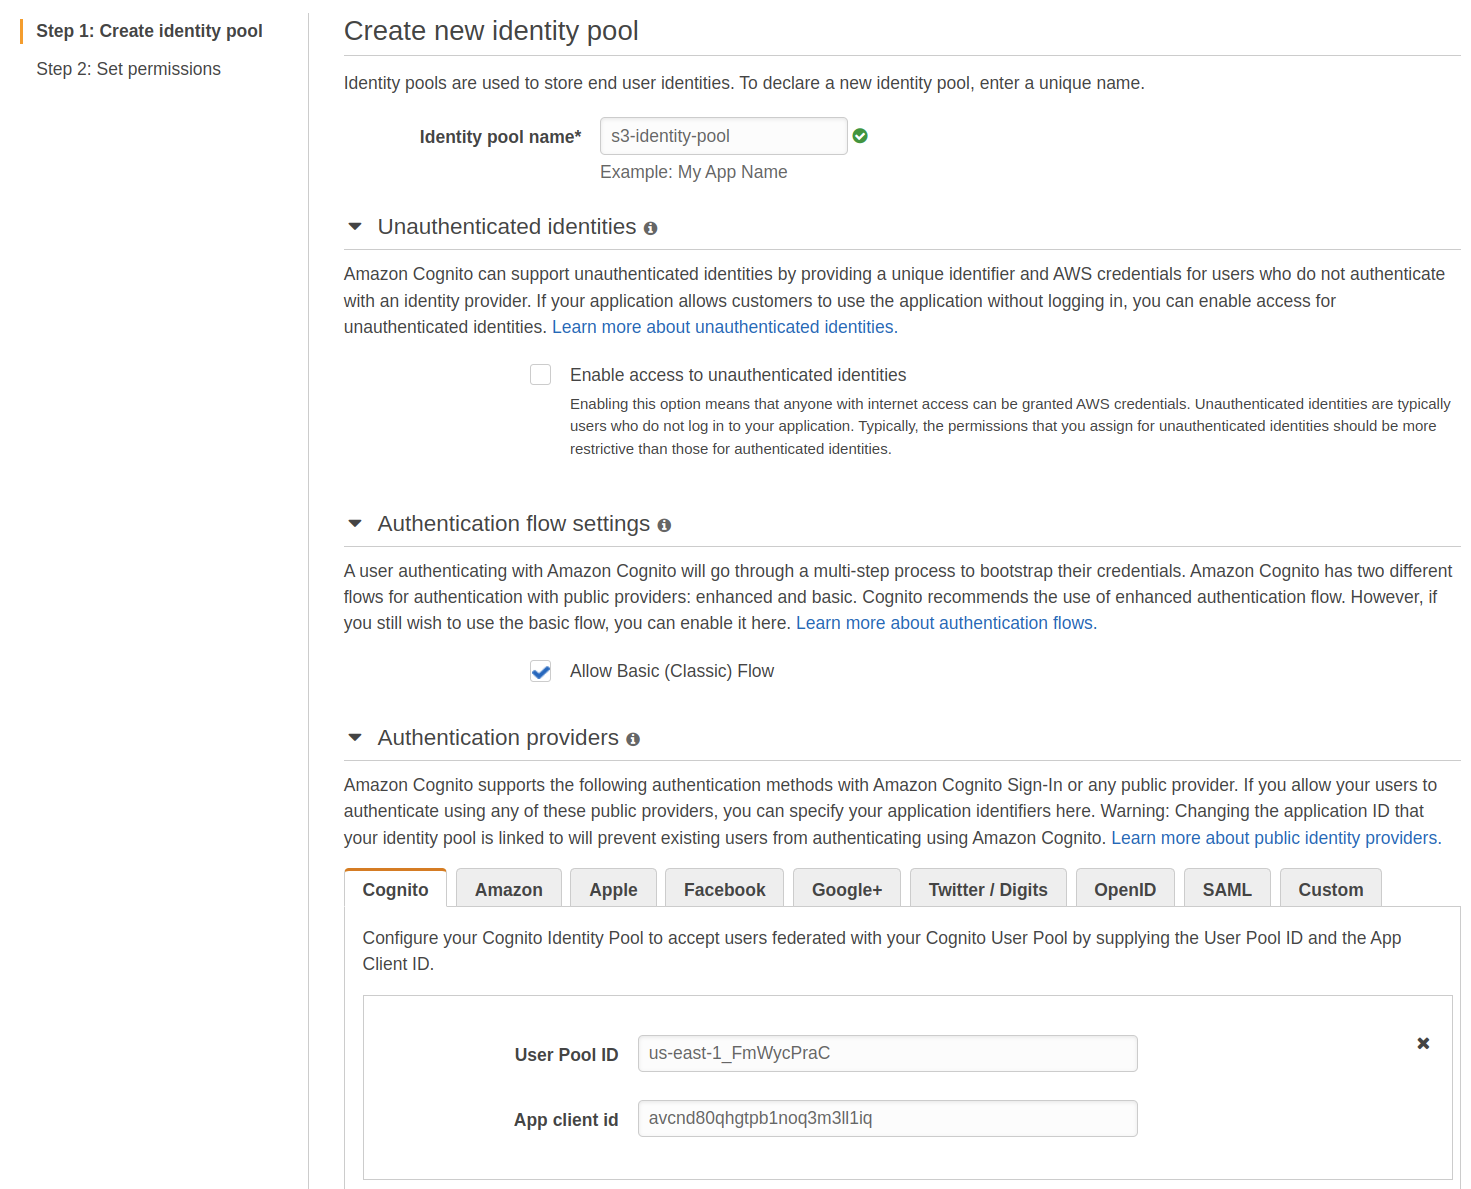 Step 1: Create identity pool
Step 2: Set permissions
Create new identity pool
Identity pools are used to store end user identities. To declare a new identity pool, enter a unique name.
Identity pool name* s3-identity-pool
Example: My App Name
Unauthenticated identities
Amazon Cognito can support unauthenticated identities by providing a unique identifier and AWS credentials for users who do not authenticate
with an identity provider. If your application allows customers to use the application without logging in, you can enable access for
unauthenticated identities. Learn more about unauthenticated identities.
Enable access to unauthenticated identities
Enabling this option means that anyone with internet access can be granted AWS credentials. Unauthenticated identities are typically
users who do not log in to your application. Typically, the permissions that you assign for unauthenticated identities should be more
restrictive than those for authenticated identities.
Authentication flow settings
A user authenticating with Amazon Cognito will go through a multi-step process to bootstrap their credentials. Amazon Cognito has two different
flows for authentication with public providers: enhanced and basic. Cognito recommends the use of enhanced authentication flow. However, if
you still wish to use the basic flow, you can enable it here. Learn more about authentication flows.
Allow Basic (Classic) Flow
Authentication providers
Amazon Cognito supports the following authentication methods with Amazon Cognito Sign-In or any public provider. If you allow your users to
authenticate using any of these public providers, you can specify your application identifiers here. Warning: Changing the application ID that
your identity pool is linked to will prevent existing users from authenticating using Amazon Cognito. Learn more about public identity providers.
Cognito Amazon Apple Facebook Google+ Twitter / Digits OpenID SAML Custom
Configure your Cognito Identity Pool to accept users federated with your Cognito User Pool by supplying the User Pool ID and the App
Client ID.
User Pool ID us-east-1_FmWycPraC
App client id avcnd80qhgtpb1noq3m3ll1iq